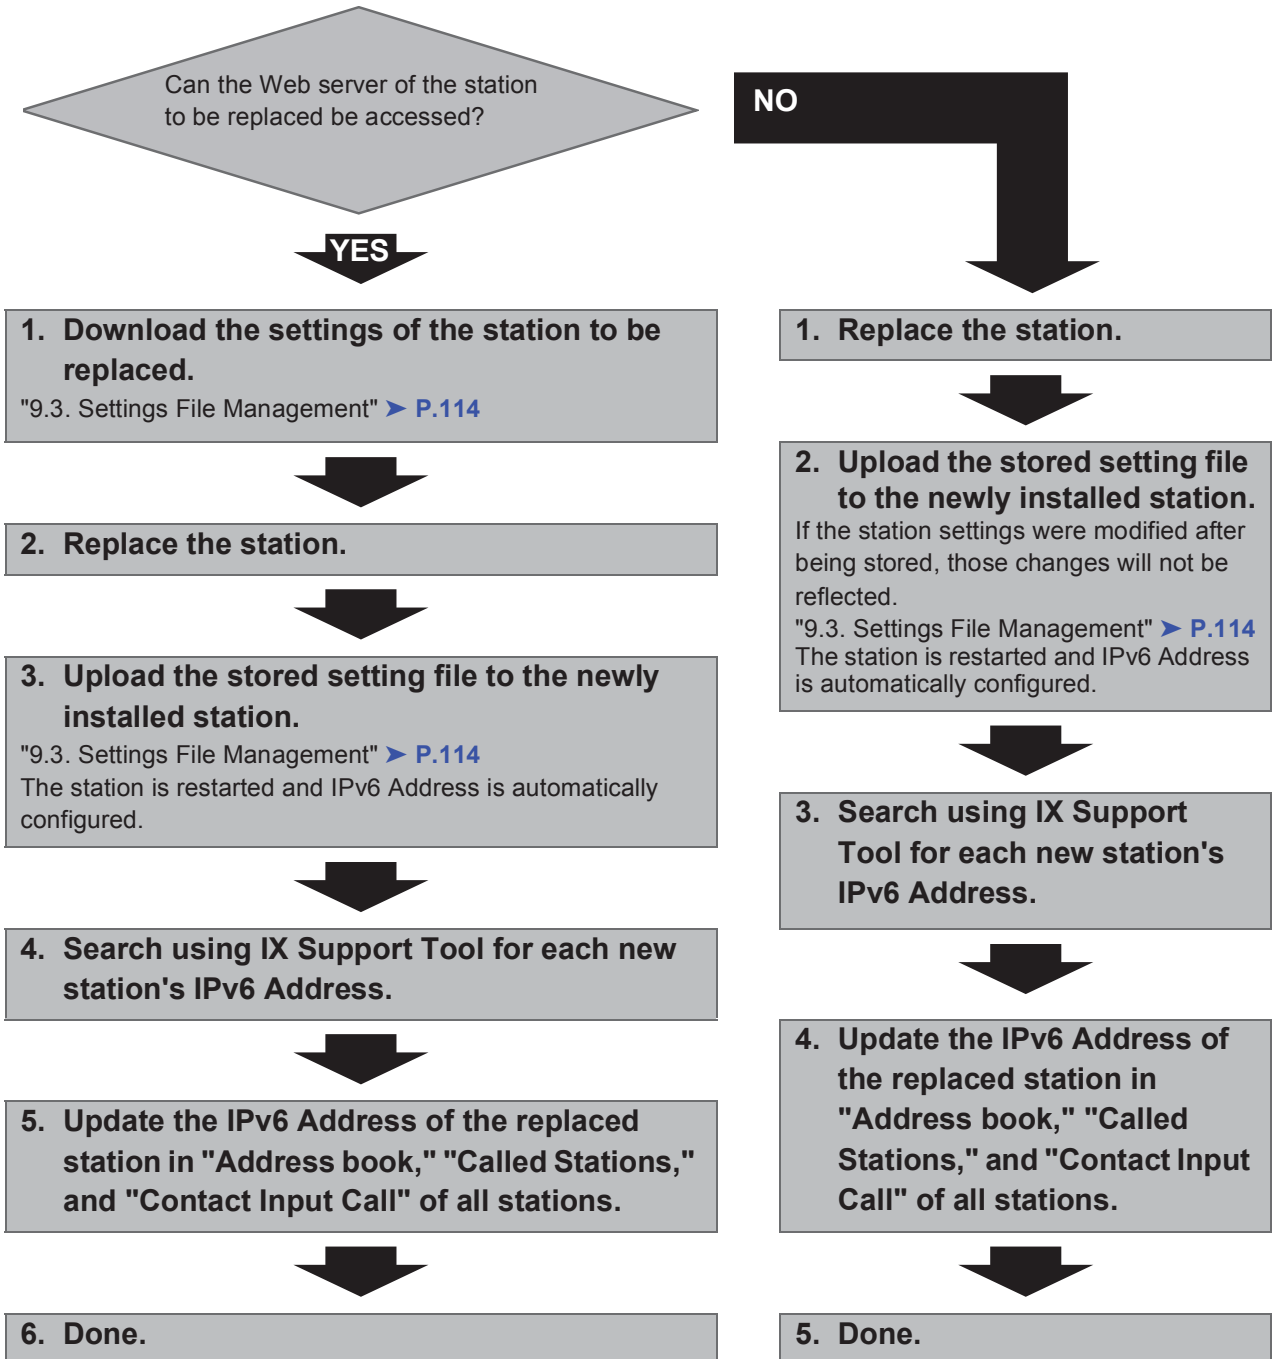 Can the Web server of the station
to be replaced be accessed?
NO
YES
1. Download the settings of the station to be
replaced.
"9.3. Settings File Management" ➤ P.114
2. Replace the station.
3. Upload the stored setting file to the newly
installed station.
"9.3. Settings File Management" ➤ P.114
The station is restarted and IPv6 Address is automatically
configured.
4. Search using IX Support Tool for each new
station's IPv6 Address.
5. Update the IPv6 Address of the replaced
station in "Address book," "Called Stations,"
and "Contact Input Call" of all stations.
6. Done.
1. Replace the station.
2. Upload the stored setting file
to the newly installed station.
If the station settings were modified after
being stored, those changes will not be
reflected.
"9.3. Settings File Management" ➤ P.114
The station is restarted and IPv6 Address
is automatically configured.
3. Search using IX Support
Tool for each new station's
IPv6 Address.
4. Update the IPv6 Address of
the replaced station in
"Address book," "Called
Stations," and "Contact Input
Call" of all stations.
5. Done.